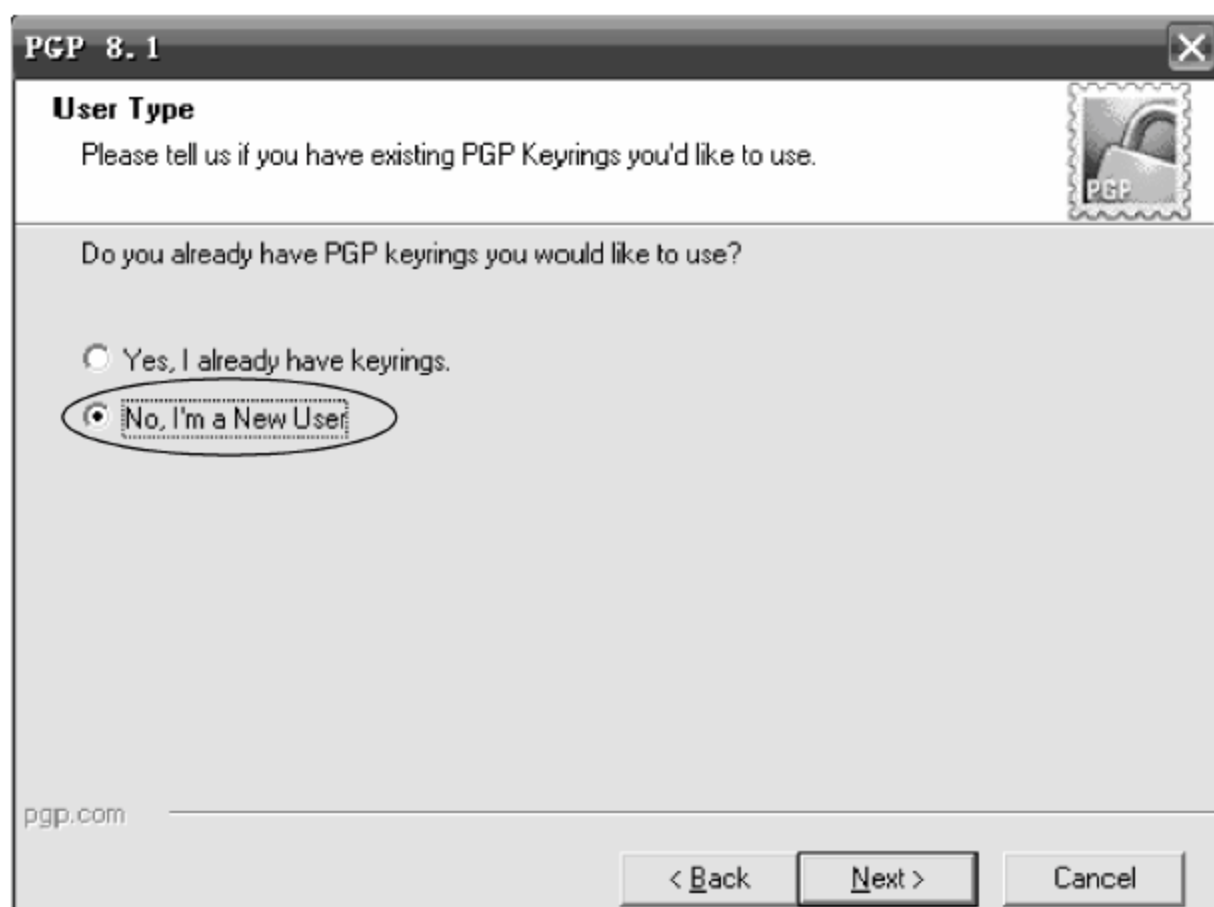 PGP 8.1
User Type
Please tell us if you have existing PGP Keyrings you'd like to use.
PGP
Do you already have PGP keyrings you would like to use?
Yes, I already have keyrings.
No, I'm a New User
pgp.com
< Back Next > Cancel